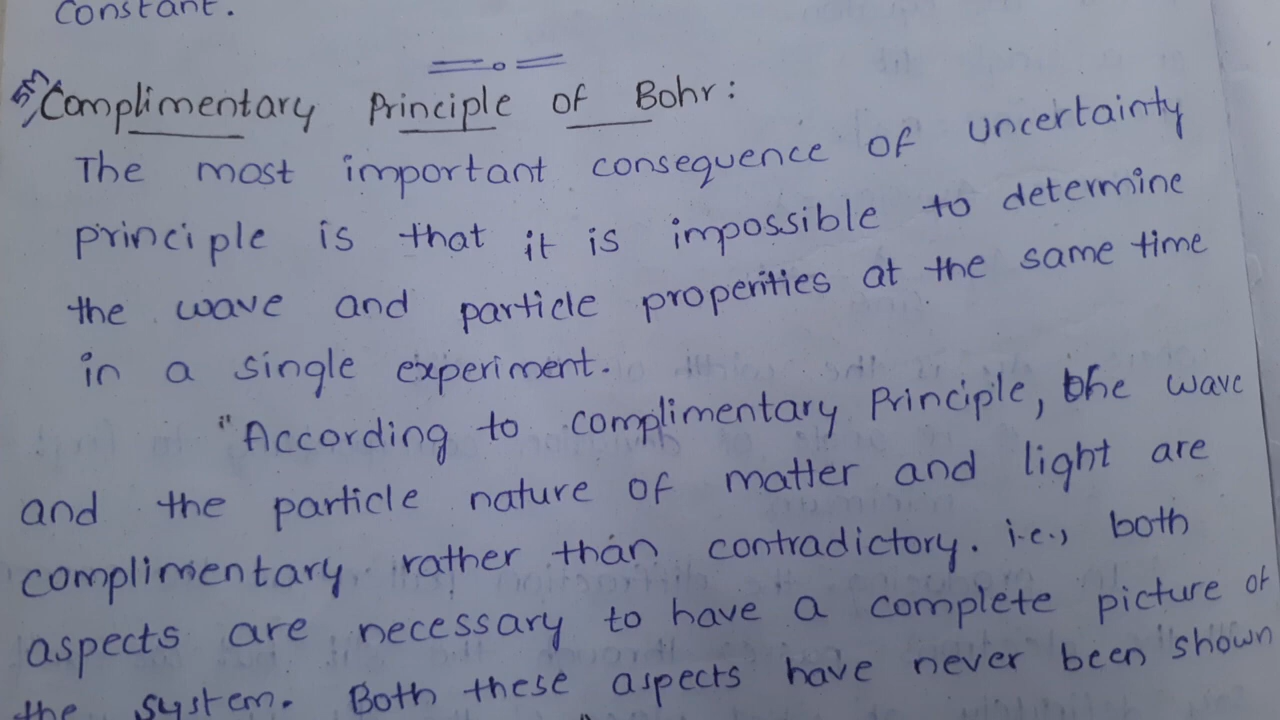 Constant.
5m
Complimentary Principle of Bohr:
The most important consequence of uncertainty
principle is that it is impossible to determine
the wave and particle properities at the same time
in a single experiment.
"According to complimentary Principle, the wave
and the particle nature of matter and light are
complimentary rather than contradictory. i.e., both
aspects are necessary to have a complete picture of
the system. Both these aspects have never been shown